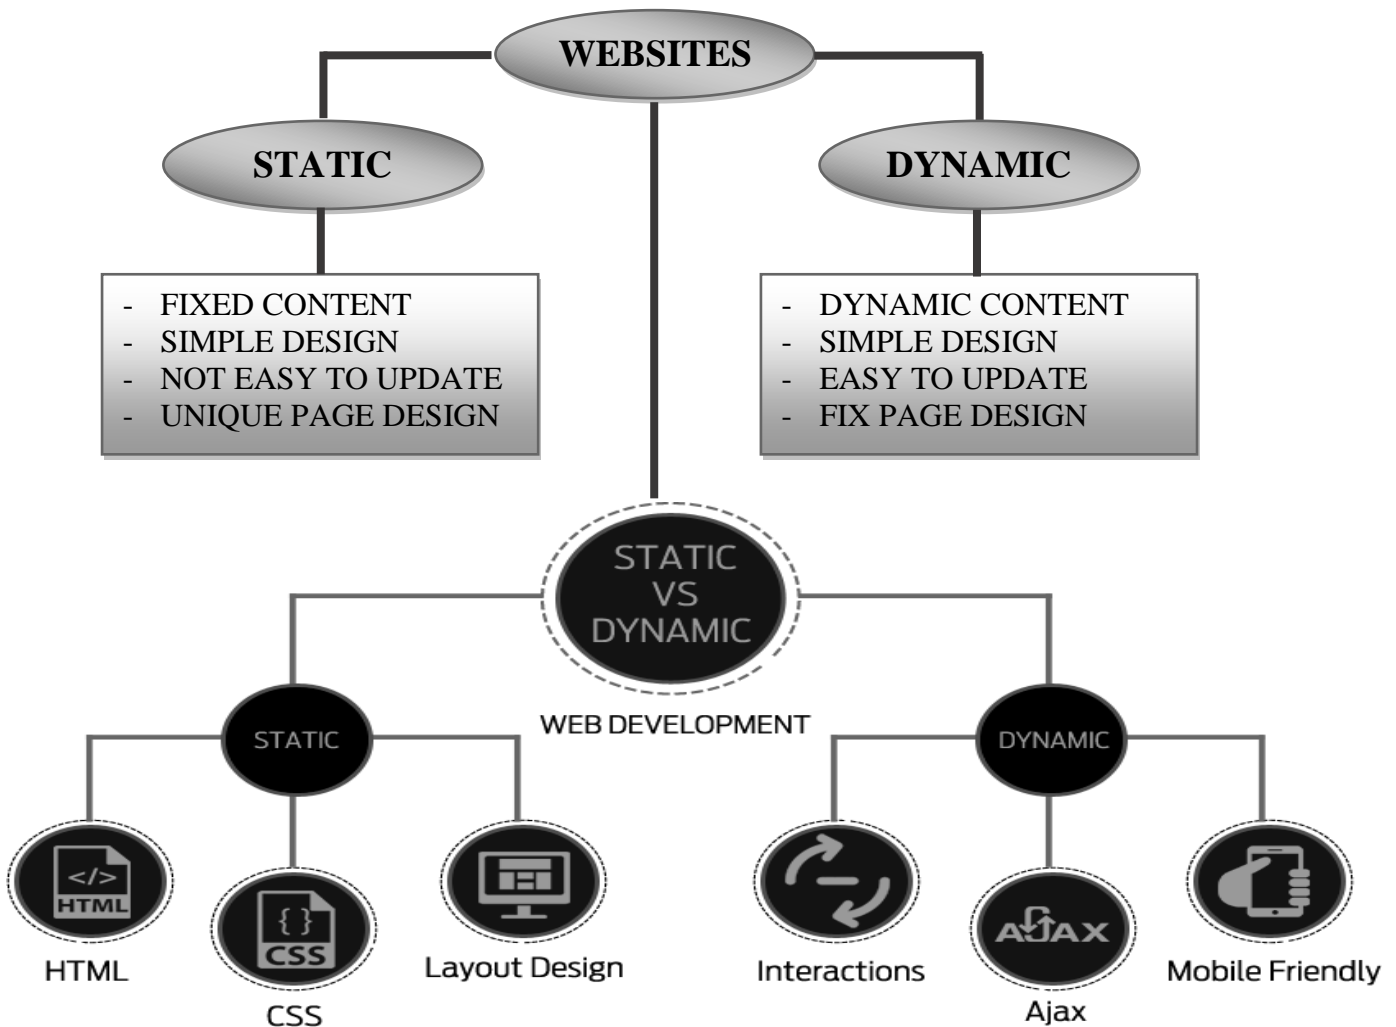 WEBSITES
STATIC
DYNAMIC
- FIXED CONTENT
- SIMPLE DESIGN
- NOT EASY TO UPDATE
- UNIQUE PAGE DESIGN
- DYNAMIC CONTENT
- SIMPLE DESIGN
- EASY TO UPDATE
- FIX PAGE DESIGN
STATIC
VS
DYNAMIC
WEB DEVELOPMENT
STATIC
DYNAMIC
</>
HTML
HTML
{ }
CSS
CSS
Layout Design
Interactions
AJAX
Ajax
Mobile Friendly